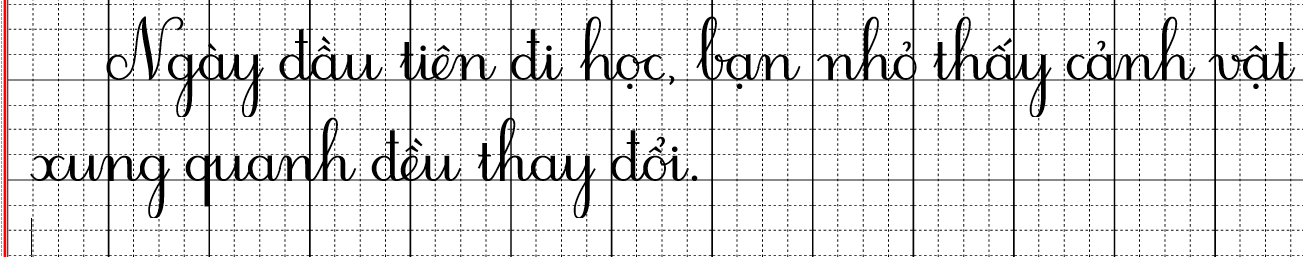 Ngày đầu tiên đi học, bạn nhỏ thấy cảnh vật
xung quanh đều thay đổi.